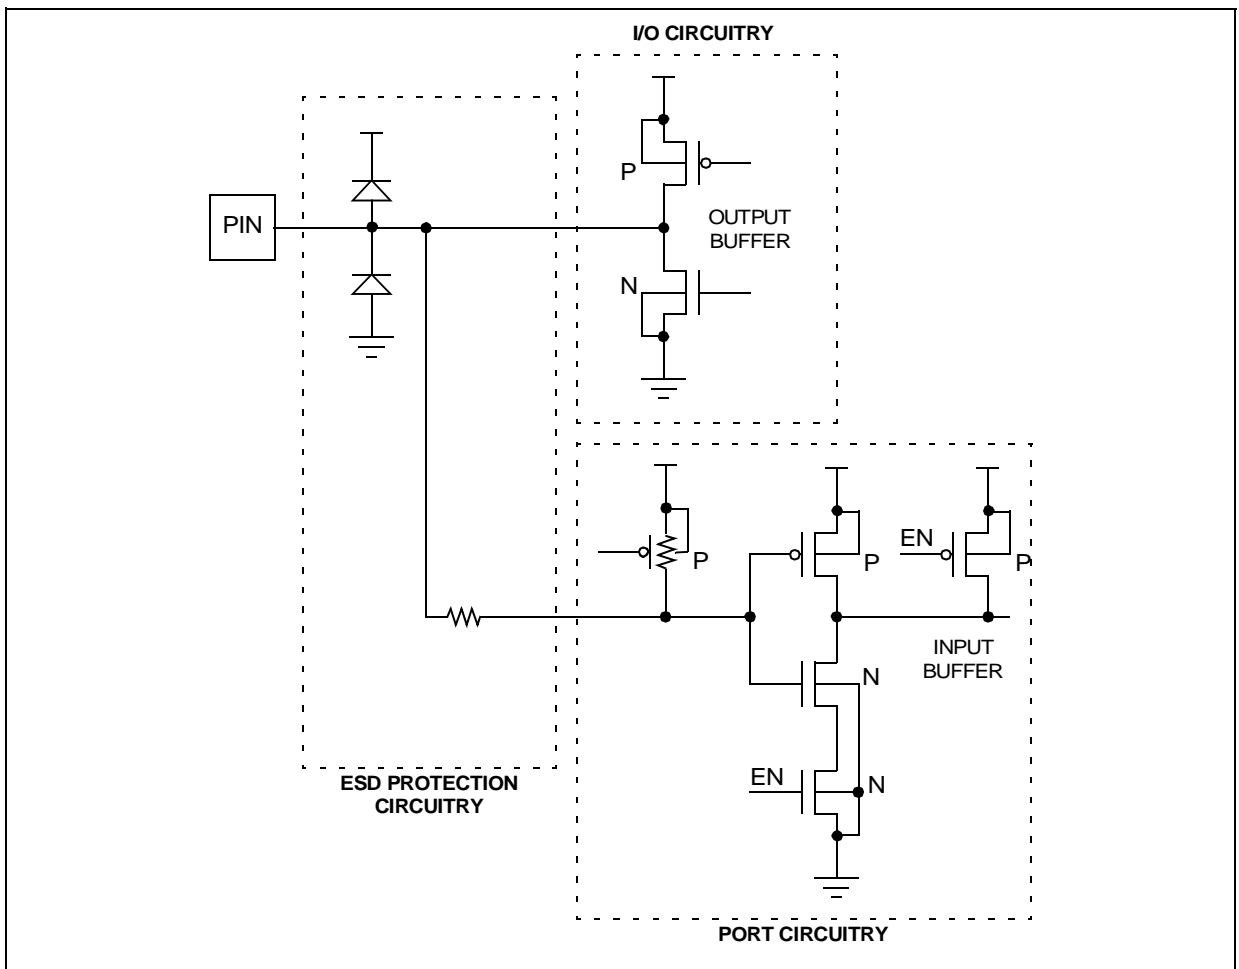 I/O CIRCUITRY
P
PIN
OUTPUT
BUFFER
N
EN
P
P
P
INPUT
BUFFER
N
EN
N
ESD PROTECTION
CIRCUITRY
PORT CIRCUITRY